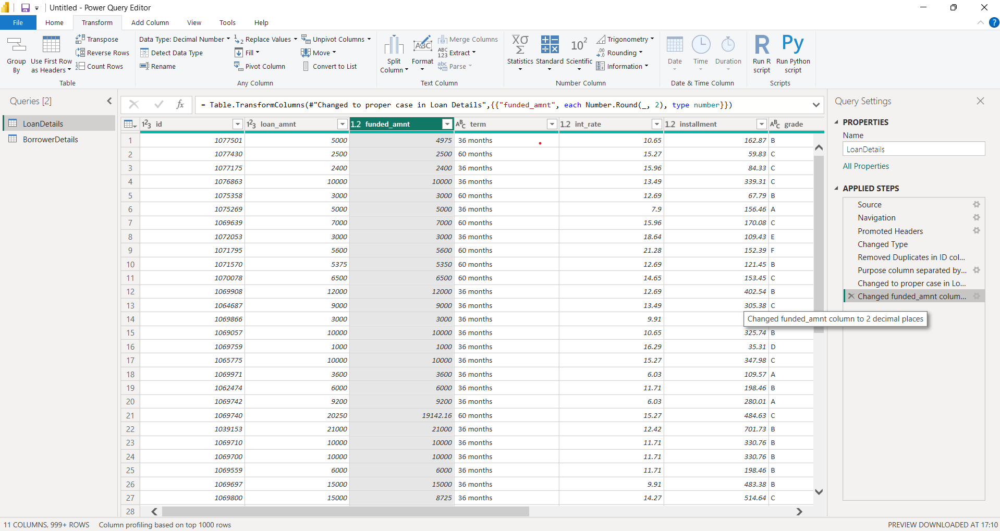 Untitled - Power Query Editor
File Home Transform Add Column View Tools Help
Group By
Use First Row as Headers
Transpose
Reverse Rows
Count Rows
Table
Data Type: Decimal Number
Detect Data Type
Rename
Replace Values
Fill
Pivot Column
Unpivot Columns
Move
Convert to List
Any Column
Split Column
Format
Merge Columns
Extract
Parse
Text Column
Statistics
Standard
Scientific
Trigonometry
Rounding
Information
Number Column
Date
Time
Duration
Date & Time Column
Run R script
Run Python script
Scripts
Queries [2]
LoanDetails
BorrowerDetails
fx
= Table.TransformColumns(#"Changed to proper case in Loan Details",{{"funded_amnt", each Number.Round(_, 2), type number}})
id loan_amnt 1.2 funded_amnt term 1.2 int_rate 1.2 installment grade
1 1077501 5000 4975 36 months 10.65 162.87 B
2 1077430 2500 2500 60 months 15.27 59.83 C
3 1077175 2400 2400 36 months 15.96 84.33 C
4 1076863 10000 10000 36 months 13.49 339.31 C
5 1075358 3000 3000 60 months 12.69 67.79 B
6 1075269 5000 5000 36 months 7.9 156.46 A
7 1069639 7000 7000 60 months 15.96 170.08 C
8 1072053 3000 3000 36 months 18.64 109.43 E
9 1071795 5600 5600 60 months 21.28 152.39 F
10 1071570 5375 5350 60 months 12.69 121.45 B
11 1070078 6500 6500 60 months 14.65 153.45 C
12 1069908 12000 12000 36 months 12.69 402.54 B
13 1064687 9000 9000 36 months 13.49 305.38 C
14 1069866 3000 3000 36 months 9.91
15 1069057 10000 10000 36 months 10.65 325.74 B
16 1069759 1000 1000 36 months 16.29 35.31 D
17 1065775 10000 10000 36 months 15.27 347.98 C
18 1069971 3600 3600 36 months 6.03 109.57 A
19 1062474 6000 6000 36 months 11.71 198.46 B
20 1069742 9200 9200 36 months 6.03 280.01 A
21 1069740 20250 19142.16 60 months 15.27 484.63 C
22 1039153 21000 21000 36 months 12.42 701.73 B
23 1069710 10000 10000 36 months 11.71 330.76 B
24 1069700 10000 10000 36 months 11.71 330.76 B
25 1069559 6000 6000 36 months 11.71 198.46 B
26 1069697 15000 15000 36 months 9.91 483.38 B
27 1069800 15000 8725 36 months 14.27 514.64 C
28
Query Settings
PROPERTIES
Name
LoanDetails
All Properties
APPLIED STEPS
Source
Navigation
Promoted Headers
Changed Type
Removed Duplicates in ID col...
Purpose column separated by...
Changed to proper case in Lo...
Changed funded_amnt colum...
Changed funded_amnt column to 2 decimal places
11 COLUMNS, 999+ ROWS Column profiling based on top 1000 rows
PREVIEW DOWNLOADED AT 17:10